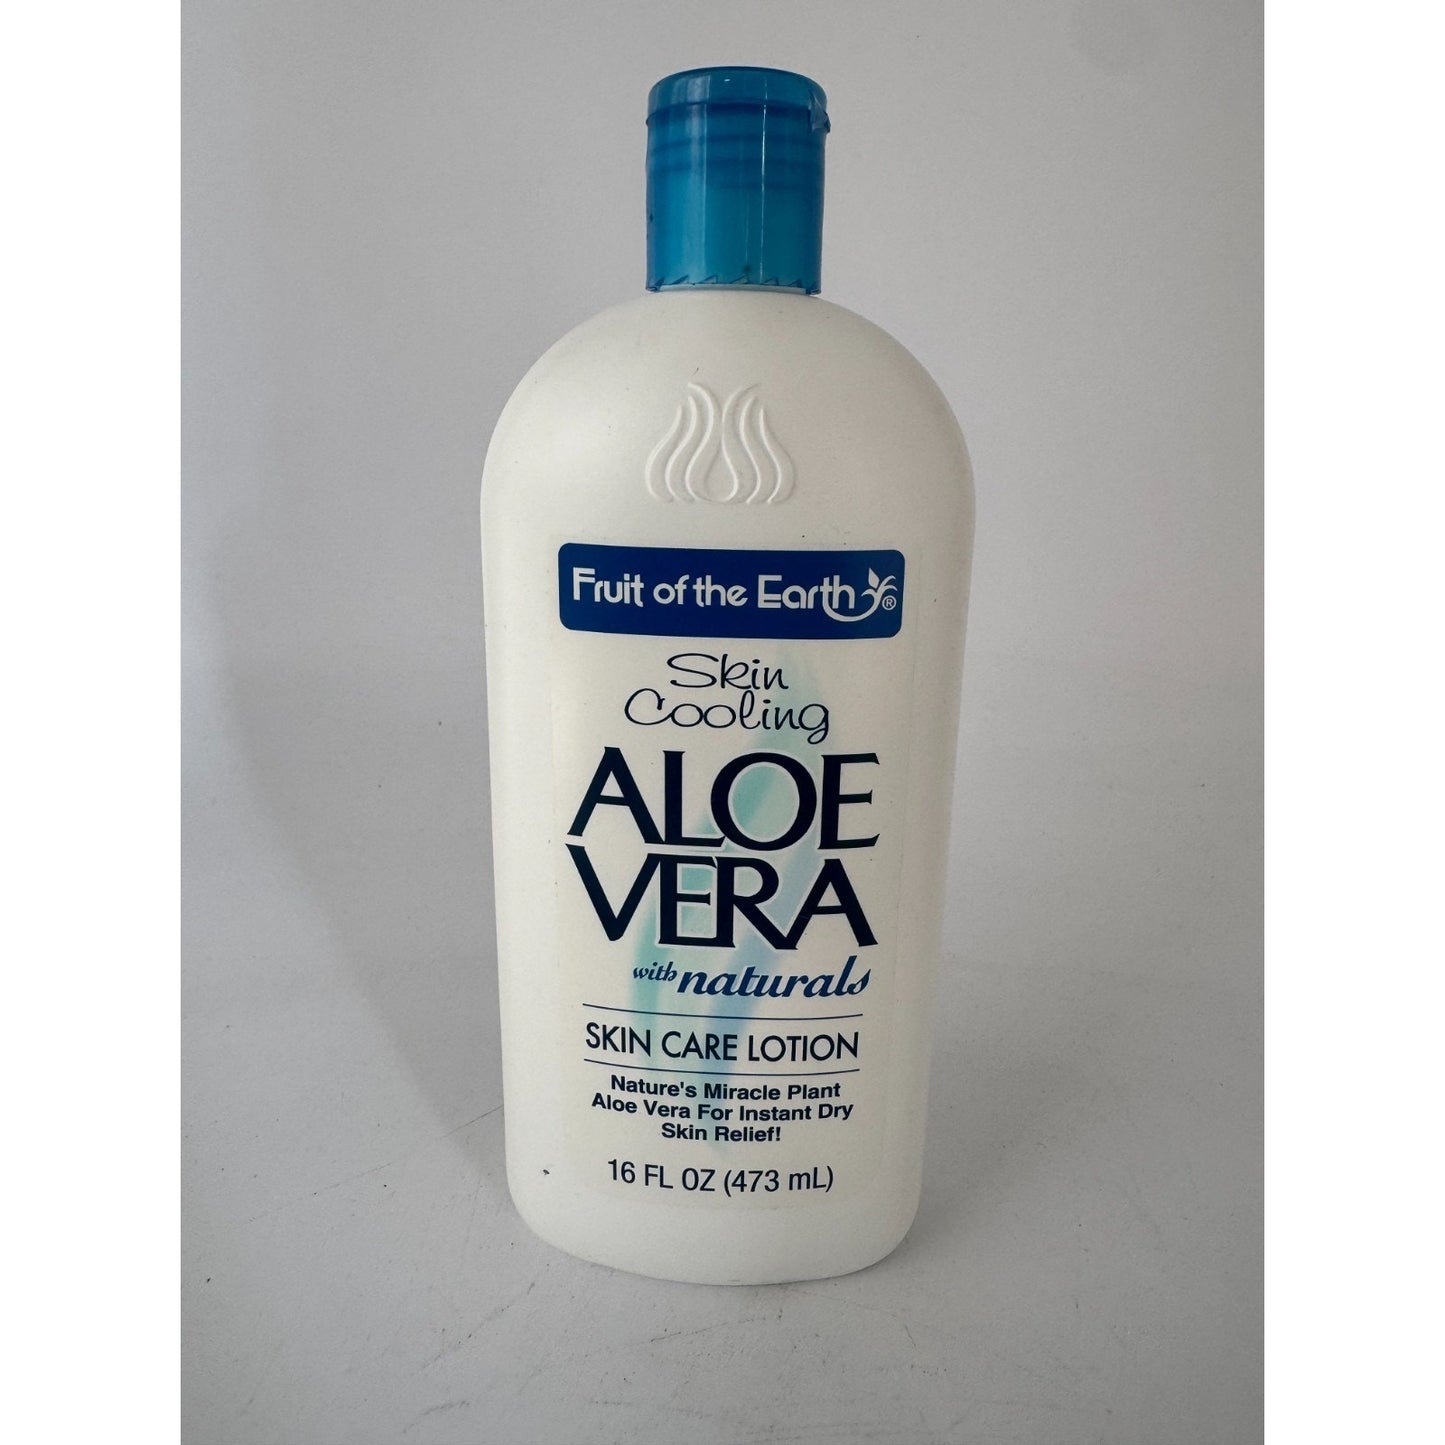 Fruit of the Earth®
Skin
Cooling
ALOE
VERA
with naturals
SKIN CARE LOTION
Nature's Miracle Plant
Aloe Vera For Instant Dry
Skin Relief!
16 FL OZ (473 mL)